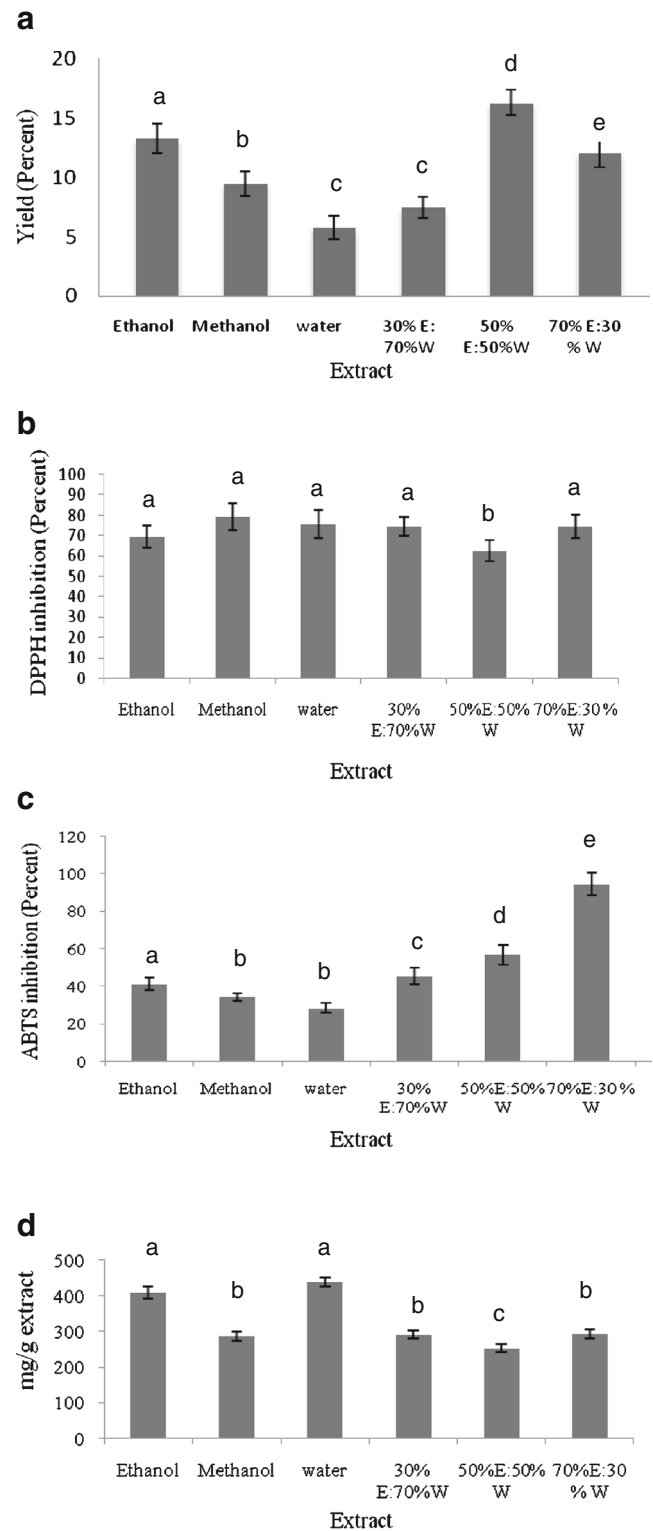 a
Yield (Percent)
20
15
10
5
0
a
b
c
c
d
e
Ethanol Methanol water 30% E: 50% 70% E:30
70%W E:50%W % W
Extract
b
DPPH inhibition (Percent)
100
90
80
70
60
50
40
30
20
10
0
a
a
a
a
b
a
Ethanol Methanol water 30% 50%E:50% 70%E:30 %
E:70%W W W
Extract
c
ABTS inhibition (Percent)
120
100
80
60
40
20
0
a
b
b
c
d
e
Ethanol Methanol water 30% 50%E:50% 70%E:30 %
E:70%W W W
Extract
d
mg/g extract
500
400
300
200
100
0
a
b
a
b
c
b
Ethanol Methanol water 30% 50%E:50% 70%E:30
E:70%W W % W
Extract